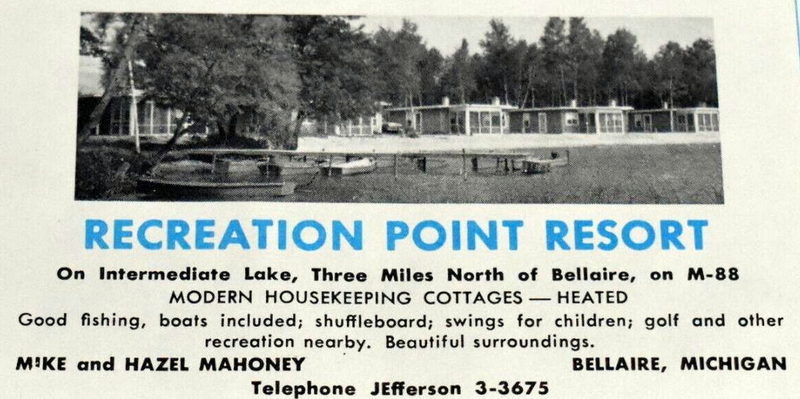 RECREATION POINT RESORT
On Intermediate Lake, Three Miles North of Bellaire, on M-88
MODERN HOUSEKEEPING COTTAGES — HEATED
Good fishing, boats included; shuffleboard; swings for children; golf and other
recreation nearby. Beautiful surroundings.
MIKE and HAZEL MAHONEY BELLAIRE, MICHIGAN
Telephone JEfferson 3-3675